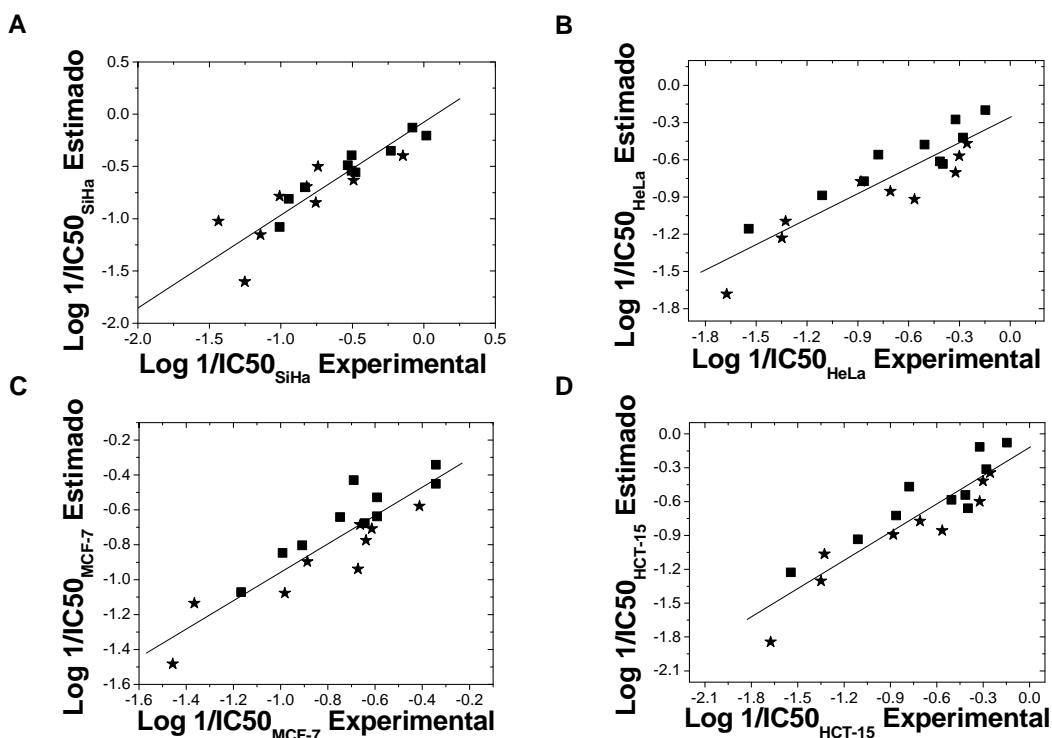 A
B
0.5
0.0
-0.5
-1.0
-1.5
-2.0
Log 1/IC50SiHa Estimado
-2.0 -1.5 -1.0 -0.5 0.0 0.5
Log 1/IC50SiHa Experimental
0.0
-0.3
-0.6
-0.9
-1.2
-1.5
-1.8
Log 1/IC50HeLa Estimado
-1.8 -1.5 -1.2 -0.9 -0.6 -0.3 0.0
Log 1/IC50HeLa Experimental
C
D
-0.2
-0.4
-0.6
-0.8
-1.0
-1.2
-1.4
-1.6
Log 1/IC50MCF-7 Estimado
-1.6 -1.4 -1.2 -1.0 -0.8 -0.6 -0.4 -0.2
Log 1/IC50MCF-7 Experimental
0.0
-0.3
-0.6
-0.9
-1.2
-1.5
-1.8
-2.1
Log 1/IC50HCT-15 Estimado
-2.1 -1.8 -1.5 -1.2 -0.9 -0.6 -0.3 0.0
Log 1/IC50HCT-15 Experimental